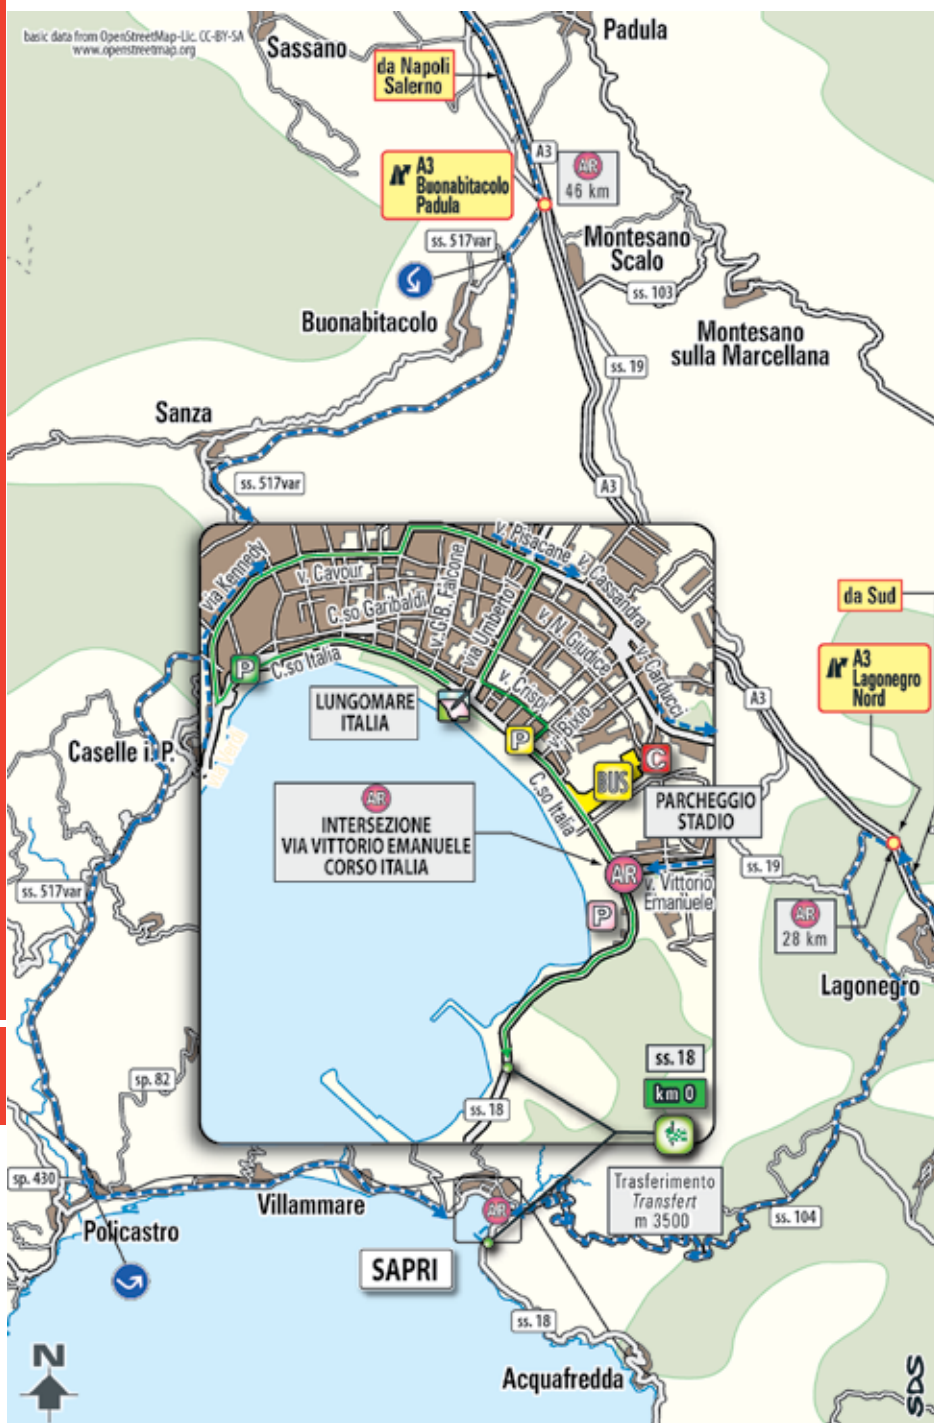 basic data from OpenStreetMap-Lic. CC-BY-SA
www.openstreetmap.org
Sassano
Padula
da Napoli
Salerno
A3
Buonabitacolo
Padula
A3
AR
46 km
ss. 517var
Montesano
Scalo
ss. 103
Buonabitacolo
Montesano
sulla Marcellana
ss. 19
Sanza
ss. 517var
A3
via Kennedy
v. Cavour
C.so Garibaldi
v. G.B. Falcone
via Umberto I
v. Pisacane
v. Cassandra
v. N. Giudice
v. Carducci
v. Crispi
v. Bixio
P
C.so Italia
LUNGOMARE
ITALIA
P
BUS
C
PARCHEGGIO
STADIO
C.so Italia
AR
INTERSEZIONE
VIA VITTORIO EMANUELE
CORSO ITALIA
AR
v. Vittorio
Emanuele
P
da Sud
A3
Lagonegro
Nord
A3
Caselle i. P.
ss. 517var
ss. 19
AR
28 km
Lagonegro
sp. 82
ss. 18
ss. 18
km 0
sp. 430
Villammare
Policastro
AR
SAPRI
Trasferimento
Transfert
m 3500
ss. 104
ss. 18
Acquafredda
N
SDS